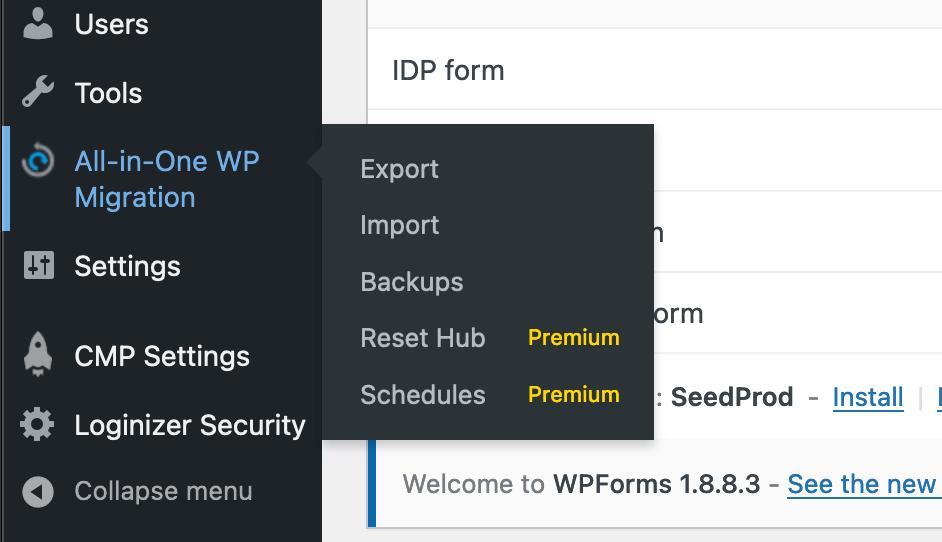 Users
Tools
All-in-One WP
Migration
Settings
CMP Settings
Loginizer Security
Collapse menu
Export
Import
Backups
Reset Hub Premium
Schedules Premium
IDP form
orm
: SeedProd - Install |
Welcome to WPForms 1.8.8.3 - See the new